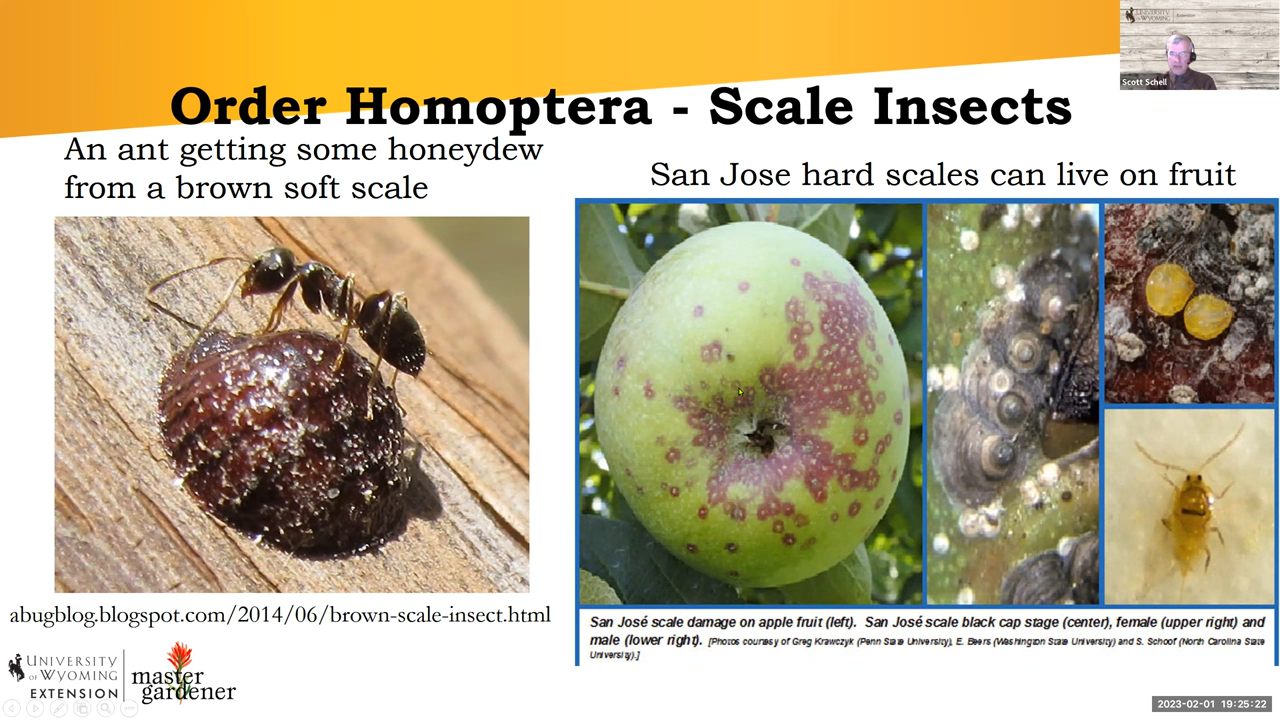 UNIVERSITY
OF WYOMING
Extension
Scott Schell
Order Homoptera - Scale Insects
An ant getting some honeydew
from a brown soft scale
San Jose hard scales can live on fruit
abugblog.blogspot.com/2014/06/brown-scale-insect.html
San José scale damage on apple fruit (left).  San José scale black cap stage (center), female (upper right) and
male (lower right). [Photos courtesy of Greg Krawczyk (Penn State University), E. Beers (Washington State University) and S. Schoof (North Carolina State
University).]
UNIVERSITY
OF WYOMING
EXTENSION
master
gardener
2023-02-01 19:25:22